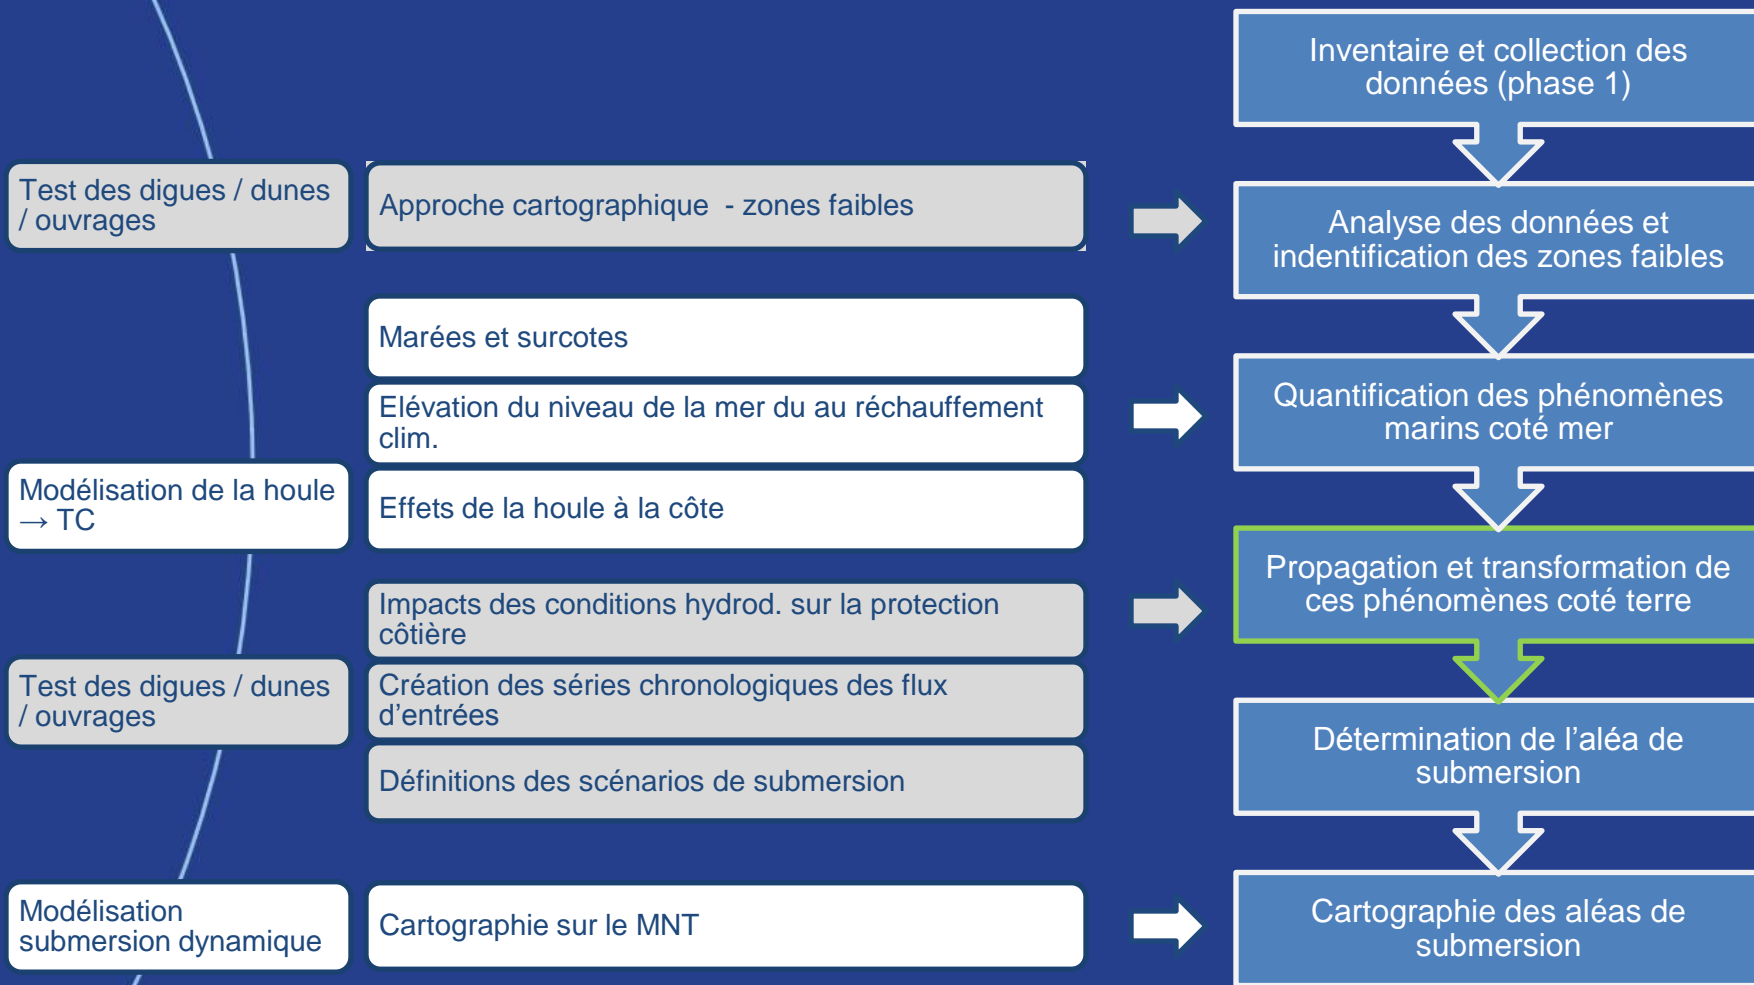 Inventaire et collection des
données (phase 1)
Test des digues / dunes
/ ouvrages
Approche cartographique - zones faibles
Analyse des données et
indentification des zones faibles
Marées et surcotes
Elévation du niveau de la mer du au réchauffement
clim.
Quantification des phénomènes
marins coté mer
Modélisation de la houle
→ TC
Effets de la houle à la côte
Impacts des conditions hydrod. sur la protection
côtière
Propagation et transformation de
ces phénomènes coté terre
Test des digues / dunes
/ ouvrages
Création des séries chronologiques des flux
d'entrées
Définitions des scénarios de submersion
Détermination de l'aléa de
submersion
Modélisation
submersion dynamique
Cartographie sur le MNT
Cartographie des aléas de
submersion